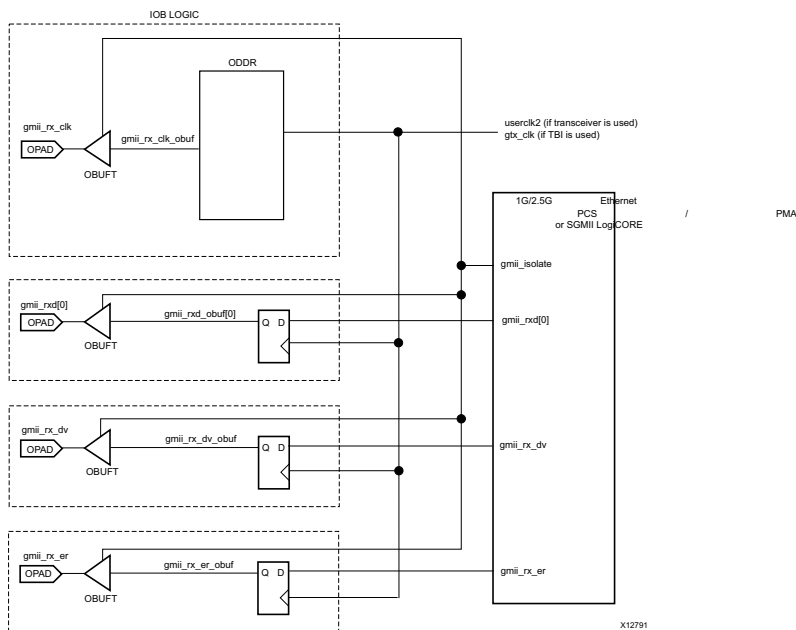 IOB LOGIC
ODDR
gmii_rx_clk
gmii_rx_clk_obuf
OPAD
OBUFT
userclk2 (if transceiver is used)
gtx_clk (if TBI is used)
1G/2.5G Ethernet
PCS / PMA
or SGMII LogiCORE
gmii_isolate
gmii_rxd[0]
gmii_rxd_obuf[0]
OPAD
Q D
gmii_rxd[0]
OBUFT
gmii_rx_dv
gmii_rx_dv_obuf
OPAD
Q D
gmii_rx_dv
OBUFT
gmii_rx_er
gmii_rx_er_obuf
OPAD
Q D
gmii_rx_er
OBUFT
X12791